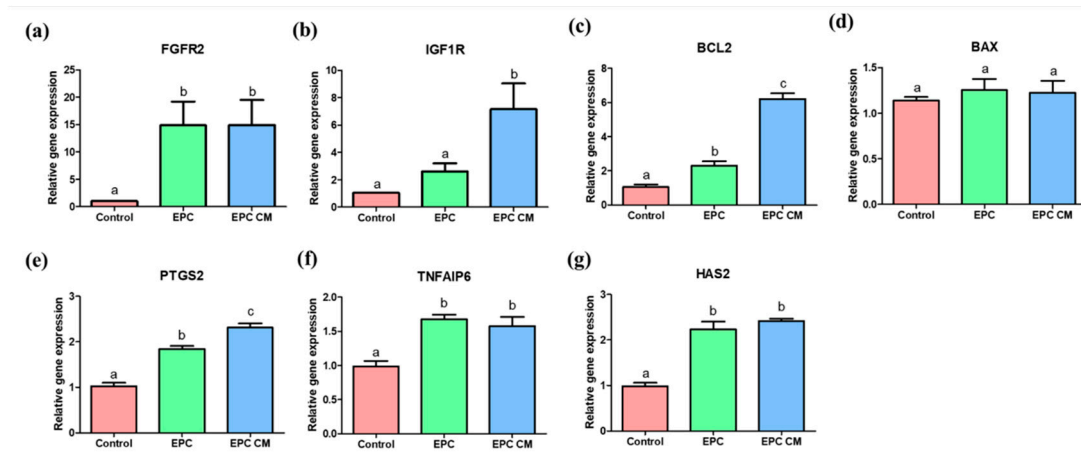 (a)
FGFR2
Relative gene expression
25
20
15
10
5
0
a
b
b
Control
EPC
EPC CM
(b)
IGF1R
Relative gene expression
10
8
6
4
2
0
a
a
b
Control
EPC
EPC CM
(c)
BCL2
Relative gene expression
8
6
4
2
0
a
b
c
Control
EPC
EPC CM
(d)
BAX
Relative gene expression
1.5
1.0
0.5
0.0
a
a
a
Control
EPC
EPC CM
(e)
PTGS2
Relative gene expression
3
2
1
0
a
b
c
Control
EPC
EPC CM
(f)
TNFAIP6
Relative gene expression
2.0
1.5
1.0
0.5
0.0
a
b
b
Control
EPC
EPC CM
(g)
HAS2
Relative gene expression
3
2
1
0
a
b
b
Control
EPC
EPC CM